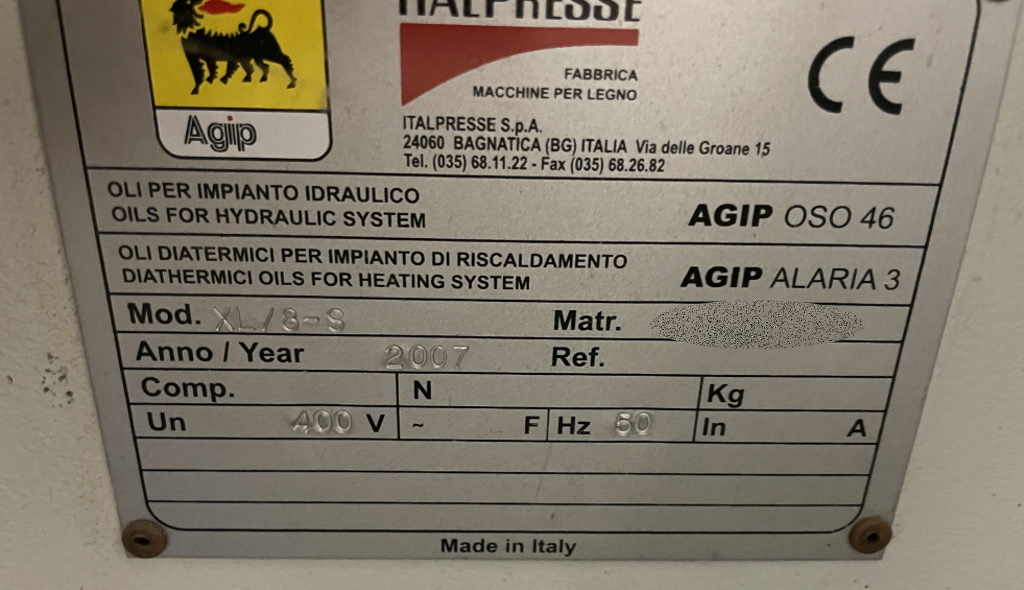 ITALPRESSE
FABBRICA
MACCHINE PER LEGNO
Agip
ITALPRESSE S.p.A.
24060 BAGNATICA (BG) ITALIA Via delle Groane 15
Tel. (035) 68.11.22 - Fax (035) 68.26.82
CE
OLI PER IMPIANTO IDRAULICO
OILS FOR HYDRAULIC SYSTEM
AGIP OSO 46
OLI DIATERMICI PER IMPIANTO DI RISCALDAMENTO
DIATHERMICI OILS FOR HEATING SYSTEM
AGIP ALARIA 3
Mod. XL/8-S Matr.
Anno / Year 2007 Ref.
Comp. N Kg
Un 400 V ~ F Hz In A
Made in Italy